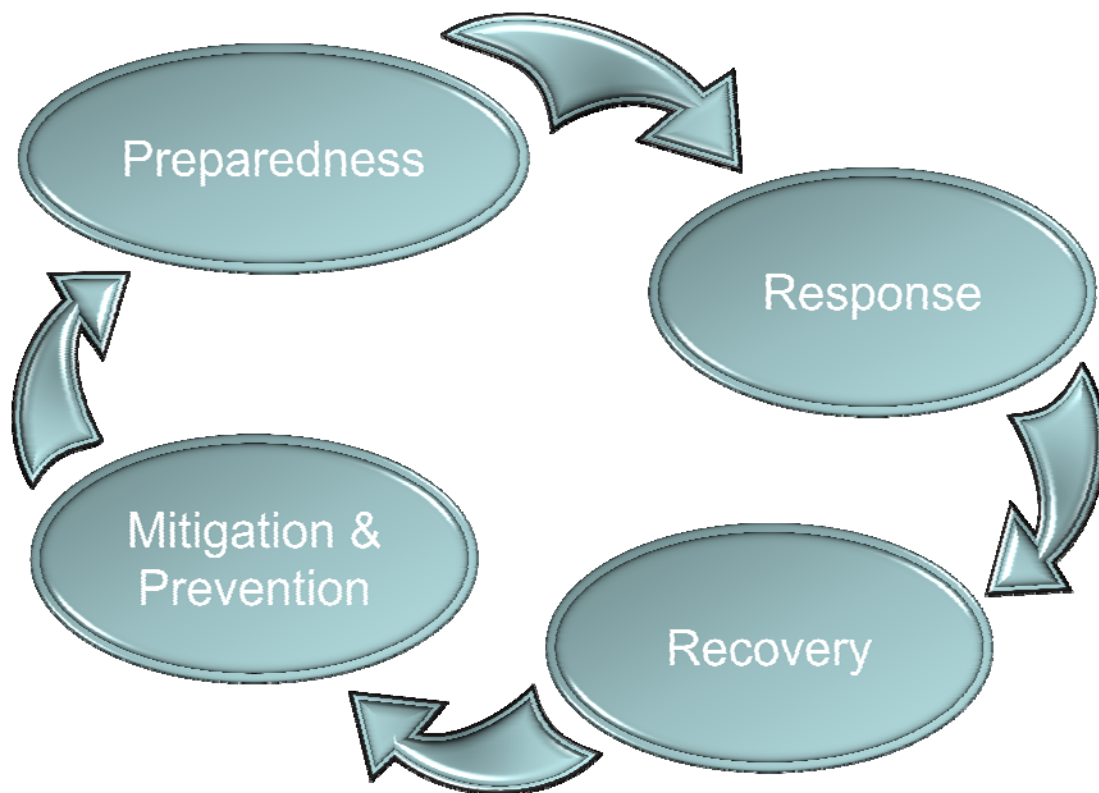 Preparedness
Response
Recovery
Mitigation &
Prevention